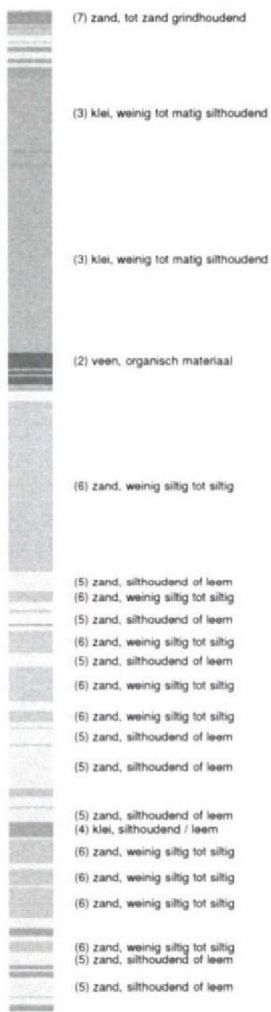 (7) zand, tot zand grindhoudend
(3) klei, weinig tot matig silthoudend
(3) klei, weinig tot matig silthoudend
(2) veen, organisch materiaal
(6) zand, weinig siltig tot siltig
(5) zand, silthoudend of leem
(6) zand, weinig siltig tot siltig
(5) zand, silthoudend of leem
(6) zand, weinig siltig tot siltig
(5) zand, silthoudend of leem
(6) zand, weinig siltig tot siltig
(6) zand, weinig siltig tot siltig
(5) zand, silthoudend of leem
(5) zand, silthoudend of leem
(5) zand, silthoudend of leem
(4) klei, silthoudend / leem
(6) zand, weinig siltig tot siltig
(6) zand, weinig siltig tot siltig
(6) zand, weinig siltig tot siltig
(6) zand, weinig siltig tot siltig
(5) zand, silthoudend of leem
(5) zand, silthoudend of leem